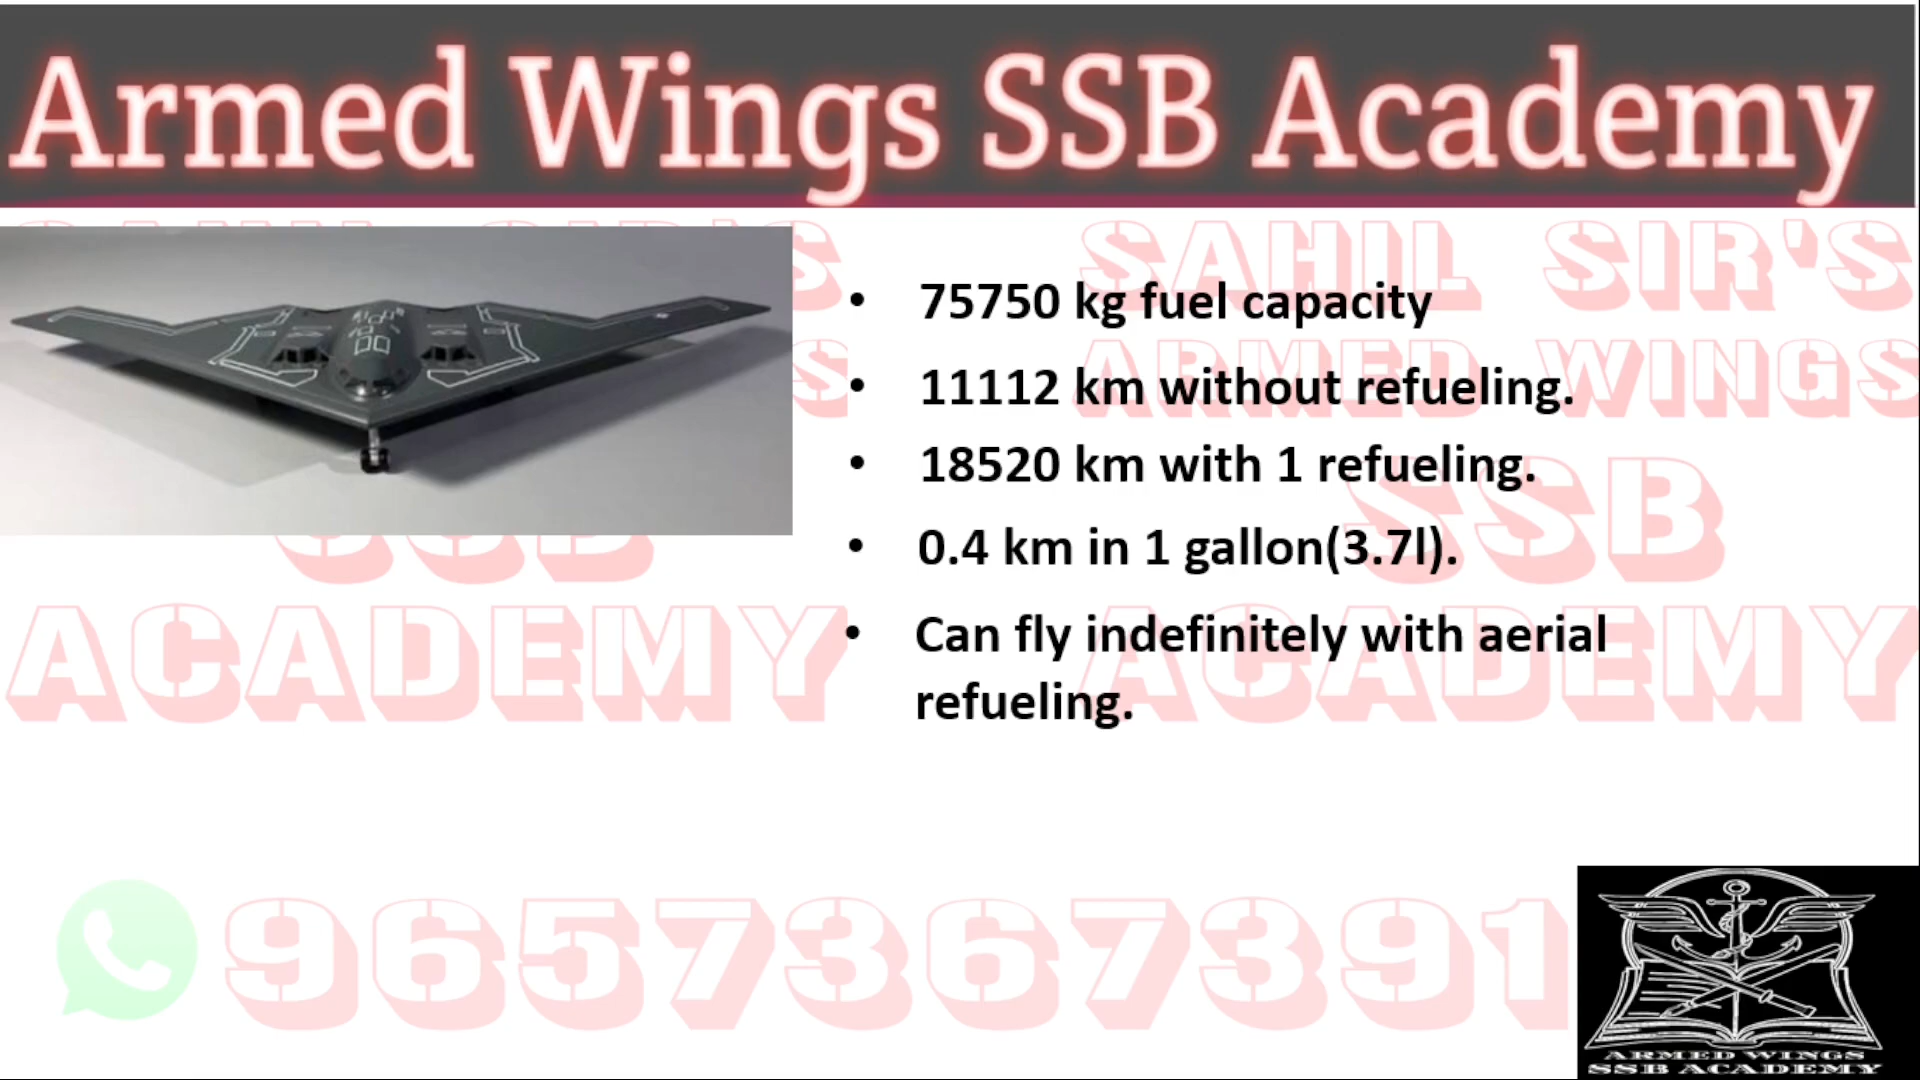 Armed Wings SSB Academy
SAHIL SIR'S
ARMED WINGS
SSB
ACADEMY
SSB
ACADEMY
• 75750 kg fuel capacity
• 11112 km without refueling.
• 18520 km with 1 refueling.
• 0.4 km in 1 gallon(3.7l).
• Can fly indefinitely with aerial
refueling.
9657367391
ARMED WINGS
SSB ACADEMY